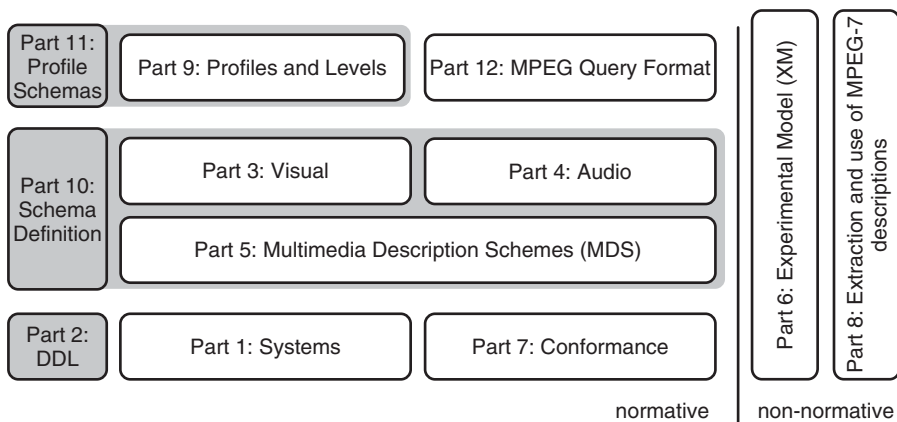 Part 11:
Profile
Schemas
Part 9: Profiles and Levels
Part 12: MPEG Query Format
Part 10:
Schema
Definition
Part 3: Visual
Part 4: Audio
Part 5: Multimedia Description Schemes (MDS)
Part 2:
DDL
Part 1: Systems
Part 7: Conformance
normative
Part 6: Experimental Model (XM)
Part 8: Extraction and use of MPEG-7
descriptions
non-normative